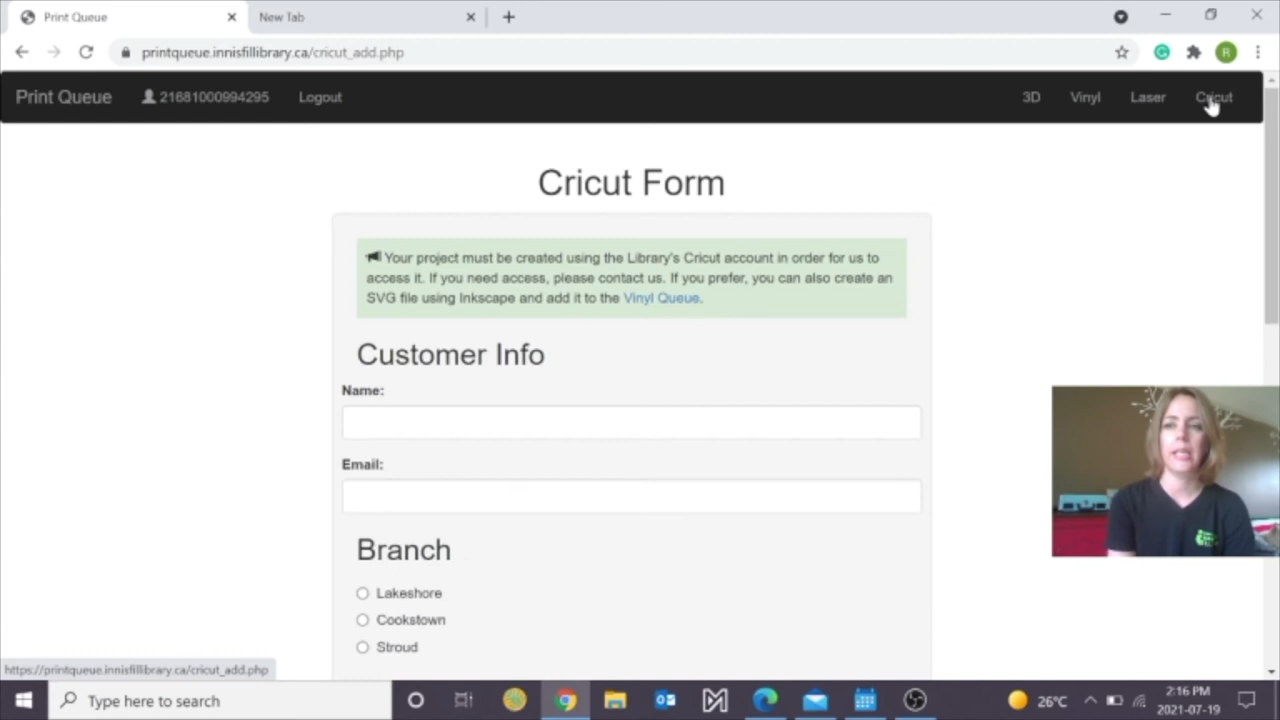 Print Queue
New Tab
printqueue.innisfillibrary.ca/cricut_add.php
R
Print Queue 21681000994295 Logout 3D Vinyl Laser Cricut
Cricut Form
Your project must be created using the Library's Cricut account in order for us to
access it. If you need access, please contact us. If you prefer, you can also create an
SVG file using Inkscape and add it to the Vinyl Queue.
Customer Info
Name:
Email:
Branch
Lakeshore
Cookstown
Stroud
https://printqueue.innisfillibrary.ca/cricut_add.php
Type here to search
26°C
2:16 PM
2021-07-19